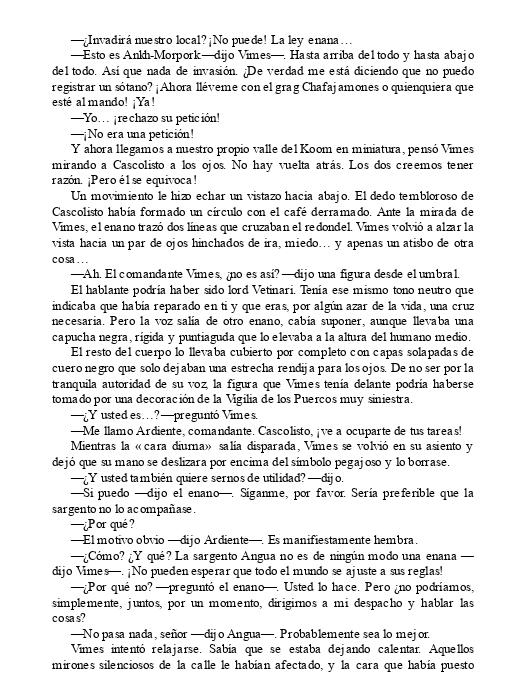 —¿Invadirá nuestro local? ¡No puede! La ley enana…
—Esto es Ankh-Morpork —dijo Vimes—. Hasta arriba del todo y hasta abajo
del todo. Así que nada de invasión. ¿De verdad me está diciendo que no puedo
registrar un sótano? ¡Ahora lléveme con el grag Chafajamones o quienquiera que
esté al mando! ¡Ya!
—Yo… ¡rechazo su petición!
—¡No era una petición!
Y ahora llegamos a nuestro propio valle del Koom en miniatura, pensó Vimes
mirando a Cascolisto a los ojos. No hay vuelta atrás. Los dos creemos tener
razón. ¡Pero él se equivoca!
Un movimiento le hizo echar un vistazo hacia abajo. El dedo tembloroso de
Cascolisto había formado un círculo con el café derramado. Ante la mirada de
Vimes, el enano trazó dos líneas que cruzaban el redondel. Vimes volvió a alzar la
vista hacia un par de ojos hinchados de ira, miedo… y apenas un atisbo de otra
cosa…
—Ah. El comandante Vimes, ¿no es así? —dijo una figura desde el umbral.
El hablante podría haber sido lord Vetinari. Tenía ese mismo tono neutro que
indicaba que había reparado en ti y que eras, por algún azar de la vida, una cruz
necesaria. Pero la voz salía de otro enano, cabía suponer, aunque llevaba una
capucha negra, rígida y puntiaguda que lo elevaba a la altura del humano medio.
El resto del cuerpo lo llevaba cubierto por completo con capas solapadas de
cuero negro que solo dejaban una estrecha rendija para los ojos. De no ser por la
tranquila autoridad de su voz, la figura que Vimes tenía delante podría haberse
tomado por una decoración de la Vigilia de los Puercos muy siniestra.
—¿Y usted es…? —preguntó Vimes.
—Me llamo Ardiente, comandante. Cascolisto, ¡ve a ocuparte de tus tareas!
Mientras la «cara diurna» salía disparada, Vimes se volvió en su asiento y
dejó que su mano se deslizara por encima del símbolo pegajoso y lo borrase.
—¿Y usted también quiere sernos de utilidad? —dijo.
—Si puedo —dijo el enano—. Síganme, por favor. Sería preferible que la
sargento no lo acompañase.
—¿Por qué?
—El motivo obvio —dijo Ardiente—. Es manifiestamente hembra.
—¿Cómo? ¿Y qué? La sargento Angua no es de ningún modo una enana —
dijo Vimes—. ¡No pueden esperar que todo el mundo se ajuste a sus reglas!
—¿Por qué no? —preguntó el enano—. Usted lo hace. Pero ¿no podríamos,
simplemente, juntos, por un momento, dirigirnos a mi despacho y hablar las
cosas?
—No pasa nada, señor —dijo Angua—. Probablemente sea lo mejor.
Vimes intentó relajarse. Sabía que se estaba dejando calentar. Aquellos
mirones silenciosos de la calle le habían afectado, y la cara que había puesto